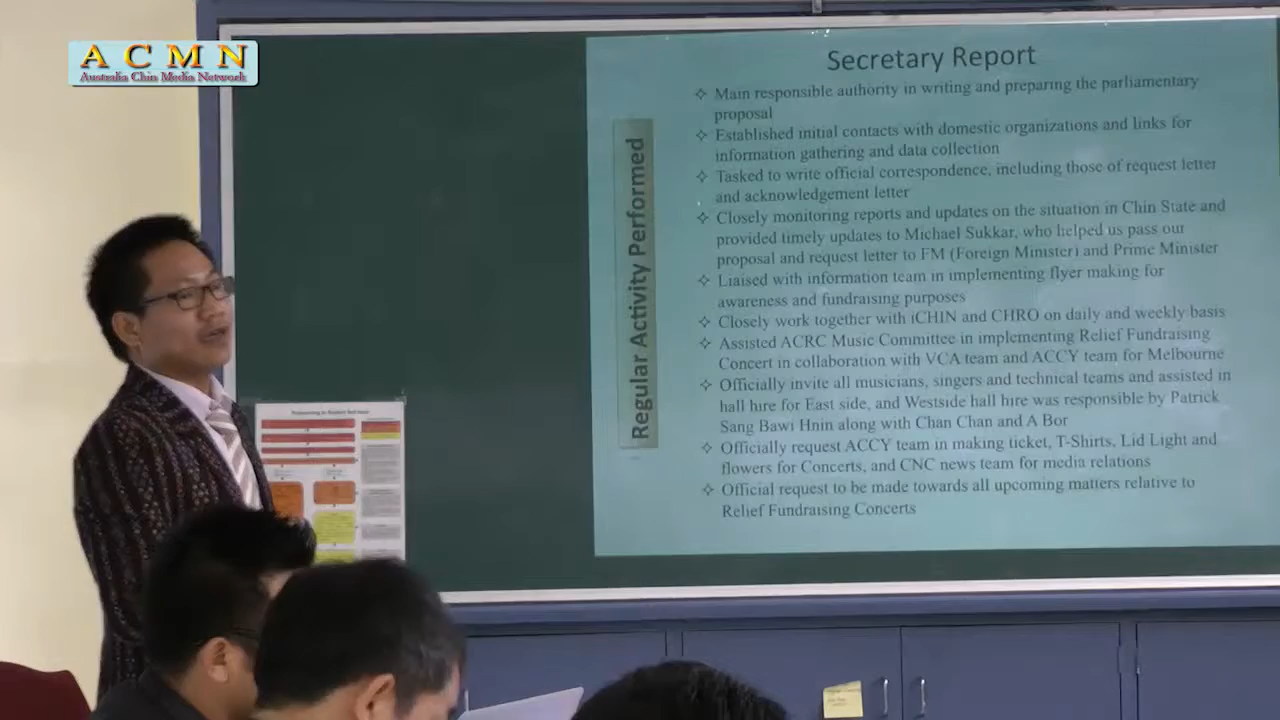 A C M N
Australia Chin Media Network
Secretary Report
Regular Activity Performed
✧ Main responsible authority in writing and preparing the parliamentary
proposal
✧ Established initial contacts with domestic organizations and links for
information gathering and data collection
✧ Tasked to write official correspondence, including those of request letter
and acknowledgement letter
✧ Closely monitoring reports and updates on the situation in Chin State and
provided timely updates to Michael Sukkar, who helped us pass our
proposal and request letter to FM (Foreign Minister) and Prime Minister
✧ Liaised with information team in implementing flyer making for
awareness and fundraising purposes
✧ Closely work together with iCHIN and CHRO on daily and weekly basis
✧ Assisted ACRC Music Committee in implementing Relief Fundraising
Concert in collaboration with VCA team and ACCY team for Melbourne
✧ Officially invite all musicians, singers and technical teams and assisted in
hall hire for East side, and Westside hall hire was responsible by Patrick
Sang Bawi Hnin along with Chan Chan and A Bor
✧ Officially request ACCY team in making ticket, T-Shirts, Lid Light and
flowers for Concerts, and CNC news team for media relations
✧ Official request to be made towards all upcoming matters relative to
Relief Fundraising Concerts